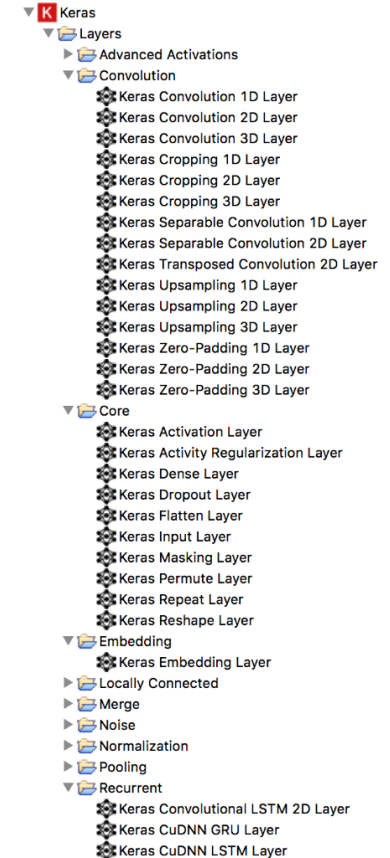 K Keras
Layers
Advanced Activations
Convolution
Keras Convolution 1D Layer
Keras Convolution 2D Layer
Keras Convolution 3D Layer
Keras Cropping 1D Layer
Keras Cropping 2D Layer
Keras Cropping 3D Layer
Keras Separable Convolution 1D Layer
Keras Separable Convolution 2D Layer
Keras Transposed Convolution 2D Layer
Keras Upsampling 1D Layer
Keras Upsampling 2D Layer
Keras Upsampling 3D Layer
Keras Zero-Padding 1D Layer
Keras Zero-Padding 2D Layer
Keras Zero-Padding 3D Layer
Core
Keras Activation Layer
Keras Activity Regularization Layer
Keras Dense Layer
Keras Dropout Layer
Keras Flatten Layer
Keras Input Layer
Keras Masking Layer
Keras Permute Layer
Keras Repeat Layer
Keras Reshape Layer
Embedding
Keras Embedding Layer
Locally Connected
Merge
Noise
Normalization
Pooling
Recurrent
Keras Convolutional LSTM 2D Layer
Keras CuDNN GRU Layer
Keras CuDNN LSTM Layer